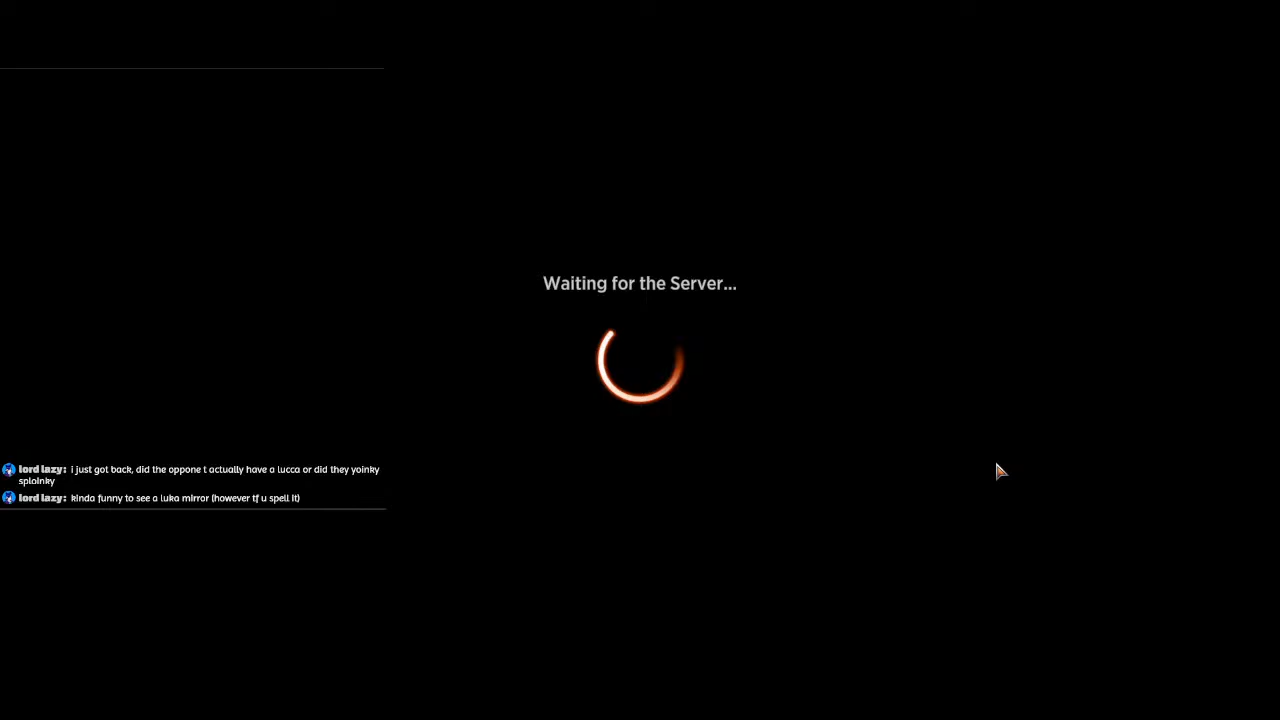 Waiting for the Server...
lord lazy: i just got back, did the oppone t actually have a lucca or did they yoinky
sploinky
lord lazy: kinda funny to see a luka mirror (however tf u spell it)